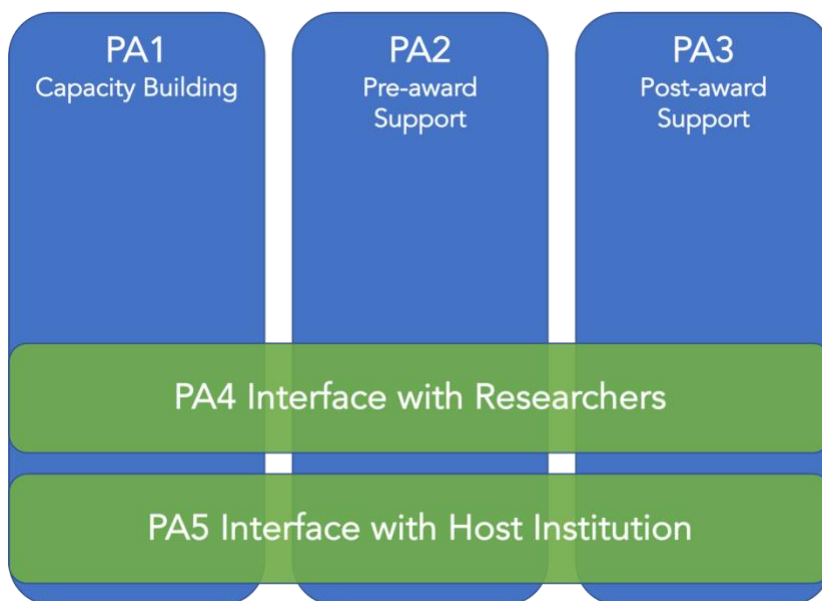 PA1
Capacity Building
PA2
Pre-award
Support
PA3
Post-award
Support
PA4 Interface with Researchers
PA5 Interface with Host Institution